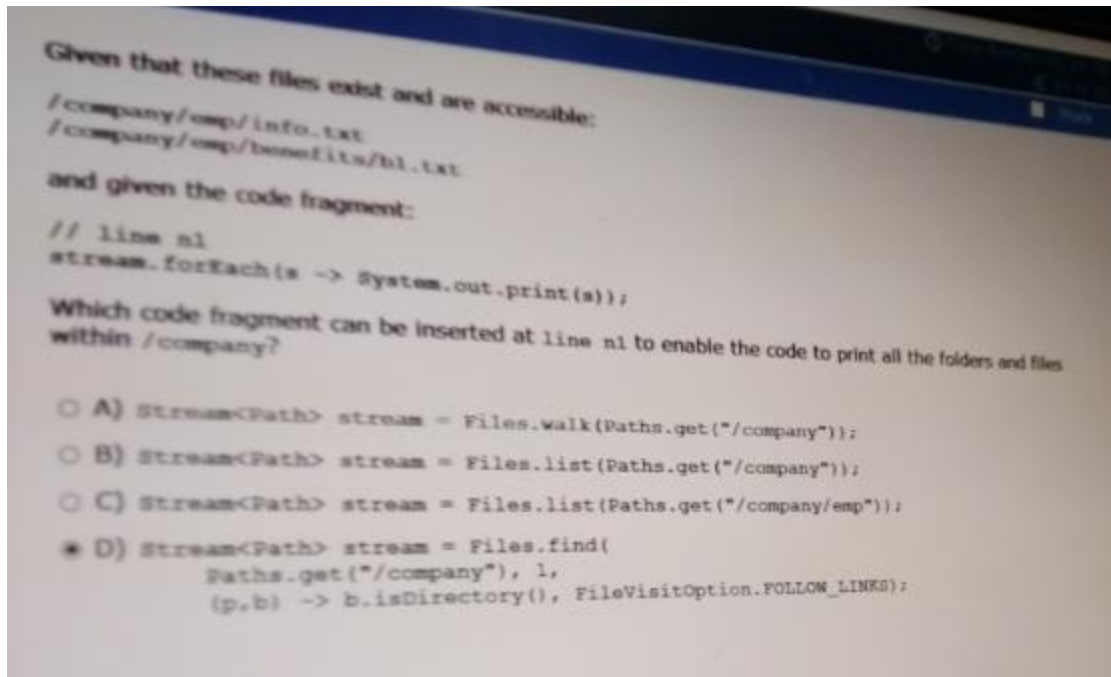 Given that these files exist and are accessible:
/company/emp/info.txt
/company/emp/benefits/b1.txt
and given the code fragment:
// line n1
stream.forEach(s -> System.out.print(s));
Which code fragment can be inserted at line n1 to enable the code to print all the folders and files
within /company?
A) Stream<Path> stream = Files.walk(Paths.get("/company"));
B) Stream<Path> stream = Files.list(Paths.get("/company"));
C) Stream<Path> stream = Files.list(Paths.get("/company/emp"));
D) Stream<Path> stream = Files.find(
Paths.get("/company"), 1,
(p,b) -> b.isDirectory(), FileVisitOption.FOLLOW_LINKS);